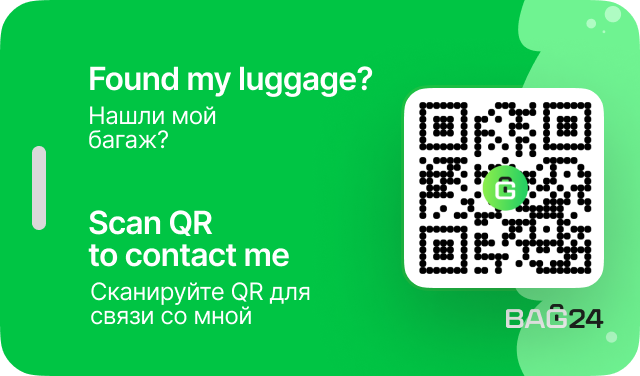 Found my luggage?
Нашли мой
багаж?
Scan QR
to contact me
Сканируйте QR для
связи со мной
G
BAG24